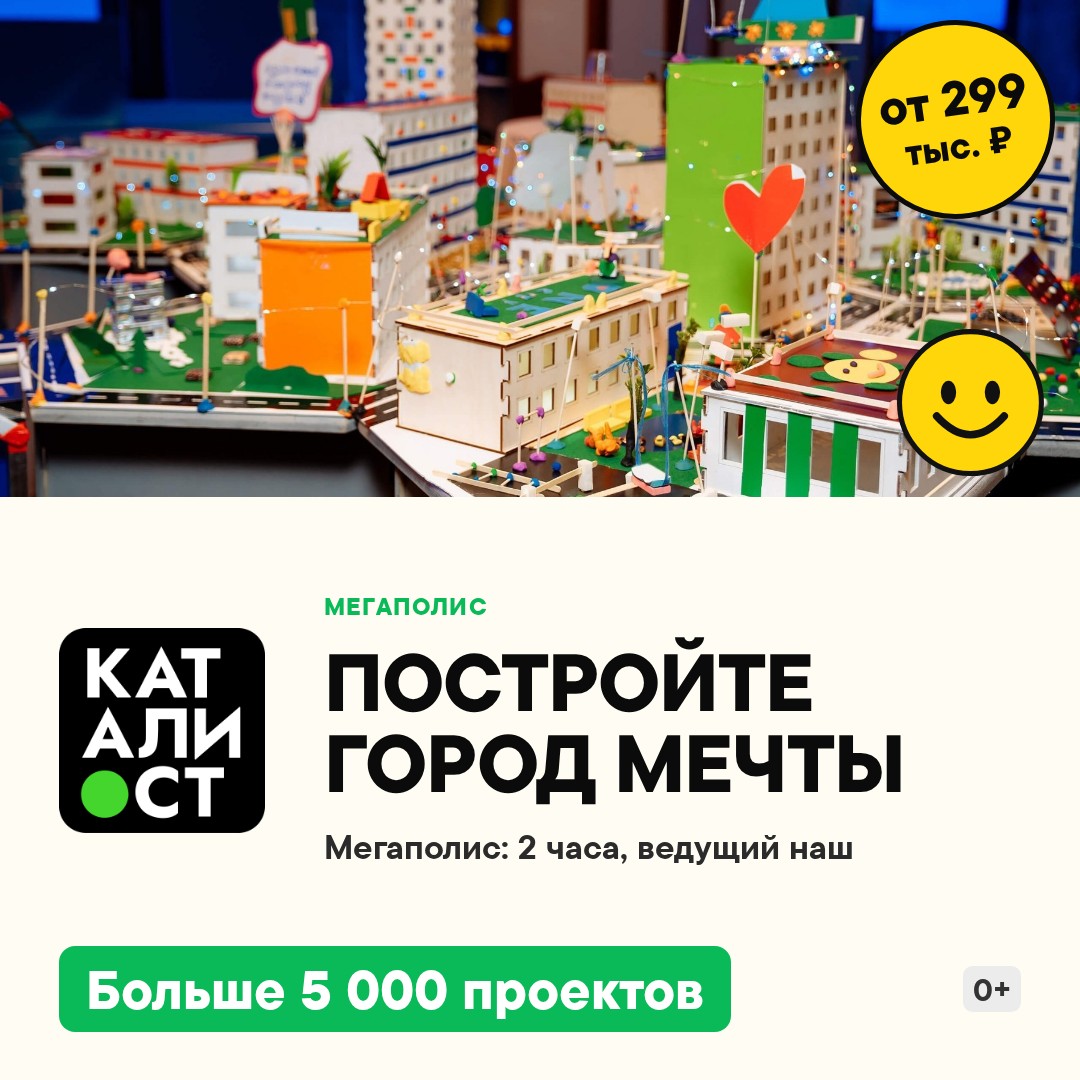 от 299
тыс. ₽
МЕГАПОЛИС
КАТ
АЛИ
СТ
ПОСТРОЙТЕ
ГОРОД МЕЧТЫ
Мегаполис: 2 часа, ведущий наш
Больше 5 000 проектов
0+